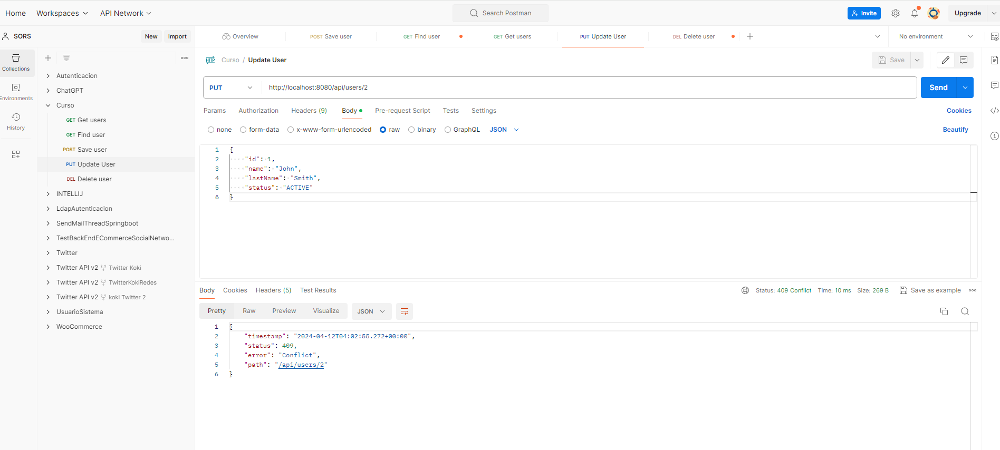 Home Workspaces API Network Search Postman Invite Upgrade
SORS New Import Overview POST Save user GET Find user GET Get users PUT Update User DEL Delete user No environment
Collections
Environments
History
Autenticacion
ChatGPT
Curso
GET Get users
GET Find user
POST Save user
PUT Update User
DEL Delete user
INTELLIJ
LdapAutenticacion
SendMailThreadSpringboot
TestBackEndECommerceSocialNetwo...
Twitter
Twitter API v2 Twitter Koki
Twitter API v2 TwitterKokiRedes
Twitter API v2 koki Twitter 2
UsuarioSistema
WooCommerce
HTTP Curso / Update User Save
PUT http://localhost:8080/api/users/2 Send
Params Authorization Headers (9) Body Pre-request Script Tests Settings Cookies
none form-data x-www-form-urlencoded raw binary GraphQL JSON Beautify
1 {
2 "id": 1,
3 "name": "John",
4 "lastName": "Smith",
5 "status": "ACTIVE"
6 }
Body Cookies Headers (5) Test Results Status: 409 Conflict Time: 10 ms Size: 269 B Save as example
Pretty Raw Preview Visualize JSON
1 {
2 "timestamp": "2024-04-12T04:02:55.272+00:00",
3 "status": 409,
4 "error": "Conflict",
5 "path": "/api/users/2"
6 }